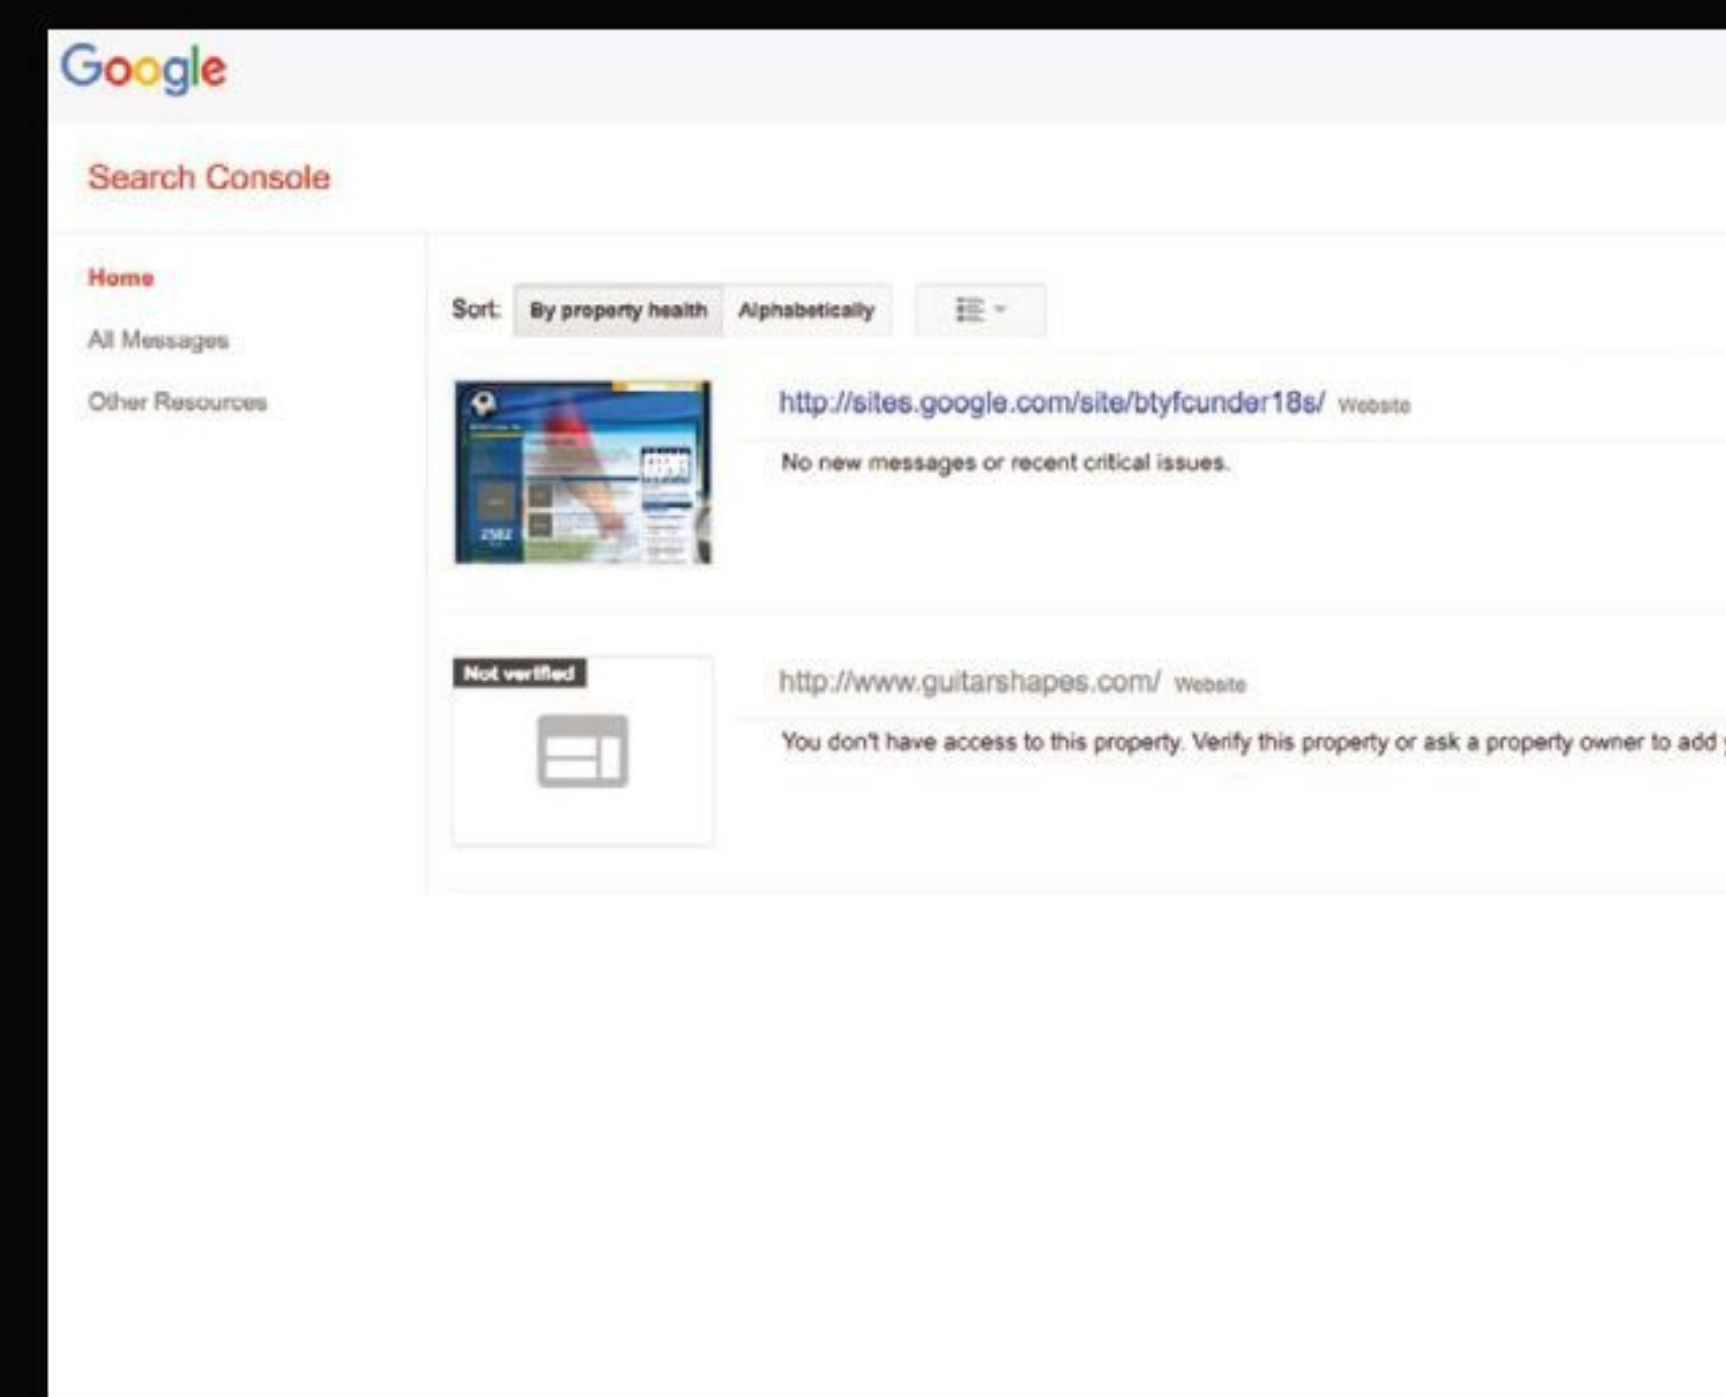 Google
Search Console
Home
All Messages
Other Resources
Sort: By property health Alphabetically
http://sites.google.com/site/btyfcunder18s/ Website
No new messages or recent critical issues.
2582
Not verified
http://www.guitarshapes.com/ Website
You don't have access to this property. Verify this property or ask a property owner to add